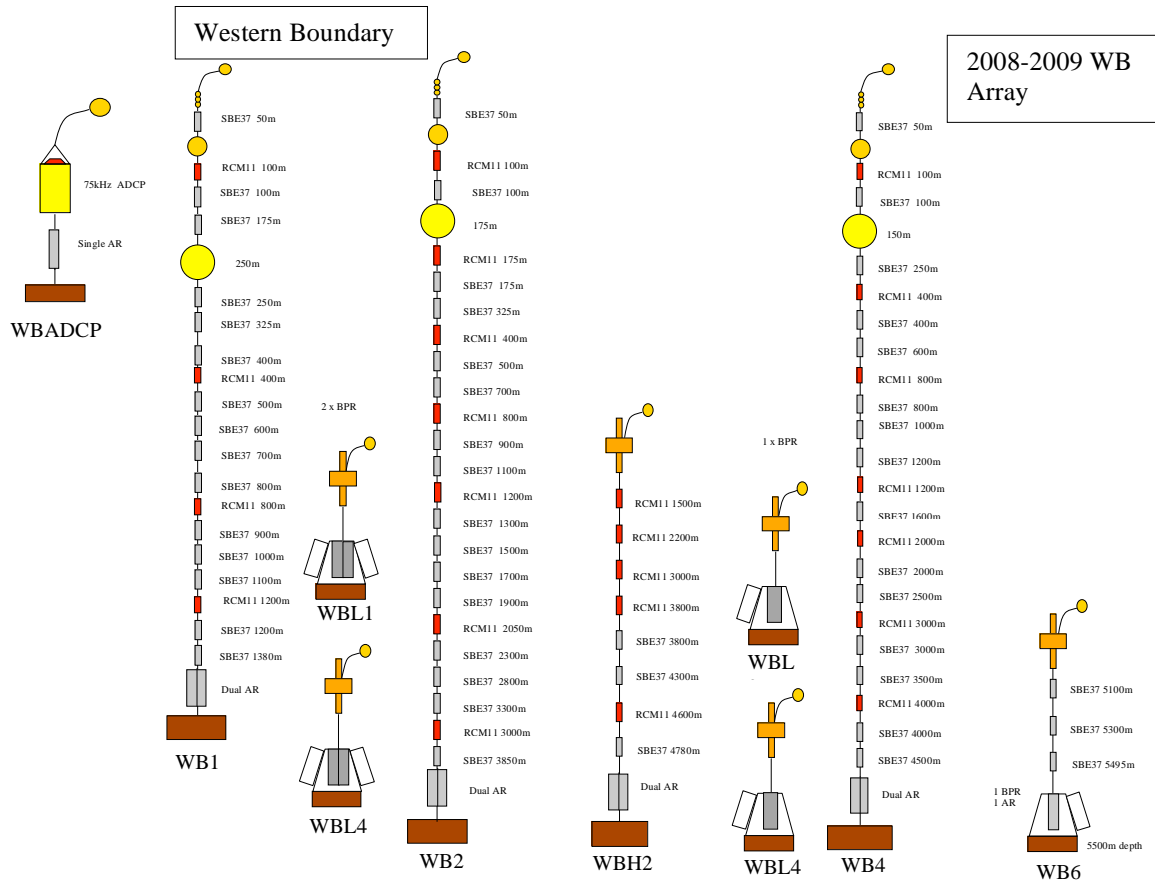 Western Boundary
2008-2009 WB
Array
75kHz ADCP
Single AR
WBADCP
SBE37 50m
RCM11 100m
SBE37 100m
SBE37 175m
250m
SBE37 250m
SBE37 325m
SBE37 400m
RCM11 400m
SBE37 500m
SBE37 600m
SBE37 700m
SBE37 800m
RCM11 800m
SBE37 900m
SBE37 1000m
SBE37 1100m
RCM11 1200m
SBE37 1200m
SBE37 1380m
Dual AR
WB1
2 x BPR
WBL1
WBL4
SBE37 50m
RCM11 100m
SBE37 100m
175m
RCM11 175m
SBE37 175m
SBE37 325m
RCM11 400m
SBE37 500m
SBE37 700m
RCM11 800m
SBE37 900m
SBE37 1100m
RCM11 1200m
SBE37 1300m
SBE37 1500m
SBE37 1700m
SBE37 1900m
RCM11 2050m
SBE37 2300m
SBE37 2800m
SBE37 3300m
RCM11 3000m
SBE37 3850m
Dual AR
WB2
RCM11 1500m
RCM11 2200m
RCM11 3000m
RCM11 3800m
SBE37 3800m
SBE37 4300m
RCM11 4600m
SBE37 4780m
Dual AR
WBH2
1 x BPR
WBL
WBL4
SBE37 50m
RCM11 100m
SBE37 100m
150m
SBE37 250m
RCM11 400m
SBE37 400m
SBE37 600m
RCM11 800m
SBE37 800m
SBE37 1000m
SBE37 1200m
RCM11 1200m
SBE37 1600m
RCM11 2000m
SBE37 2000m
SBE37 2500m
RCM11 3000m
SBE37 3000m
SBE37 3500m
RCM11 4000m
SBE37 4000m
SBE37 4500m
Dual AR
WB4
SBE37 5100m
SBE37 5300m
SBE37 5495m
1 BPR
1 AR
5500m depth
WB6